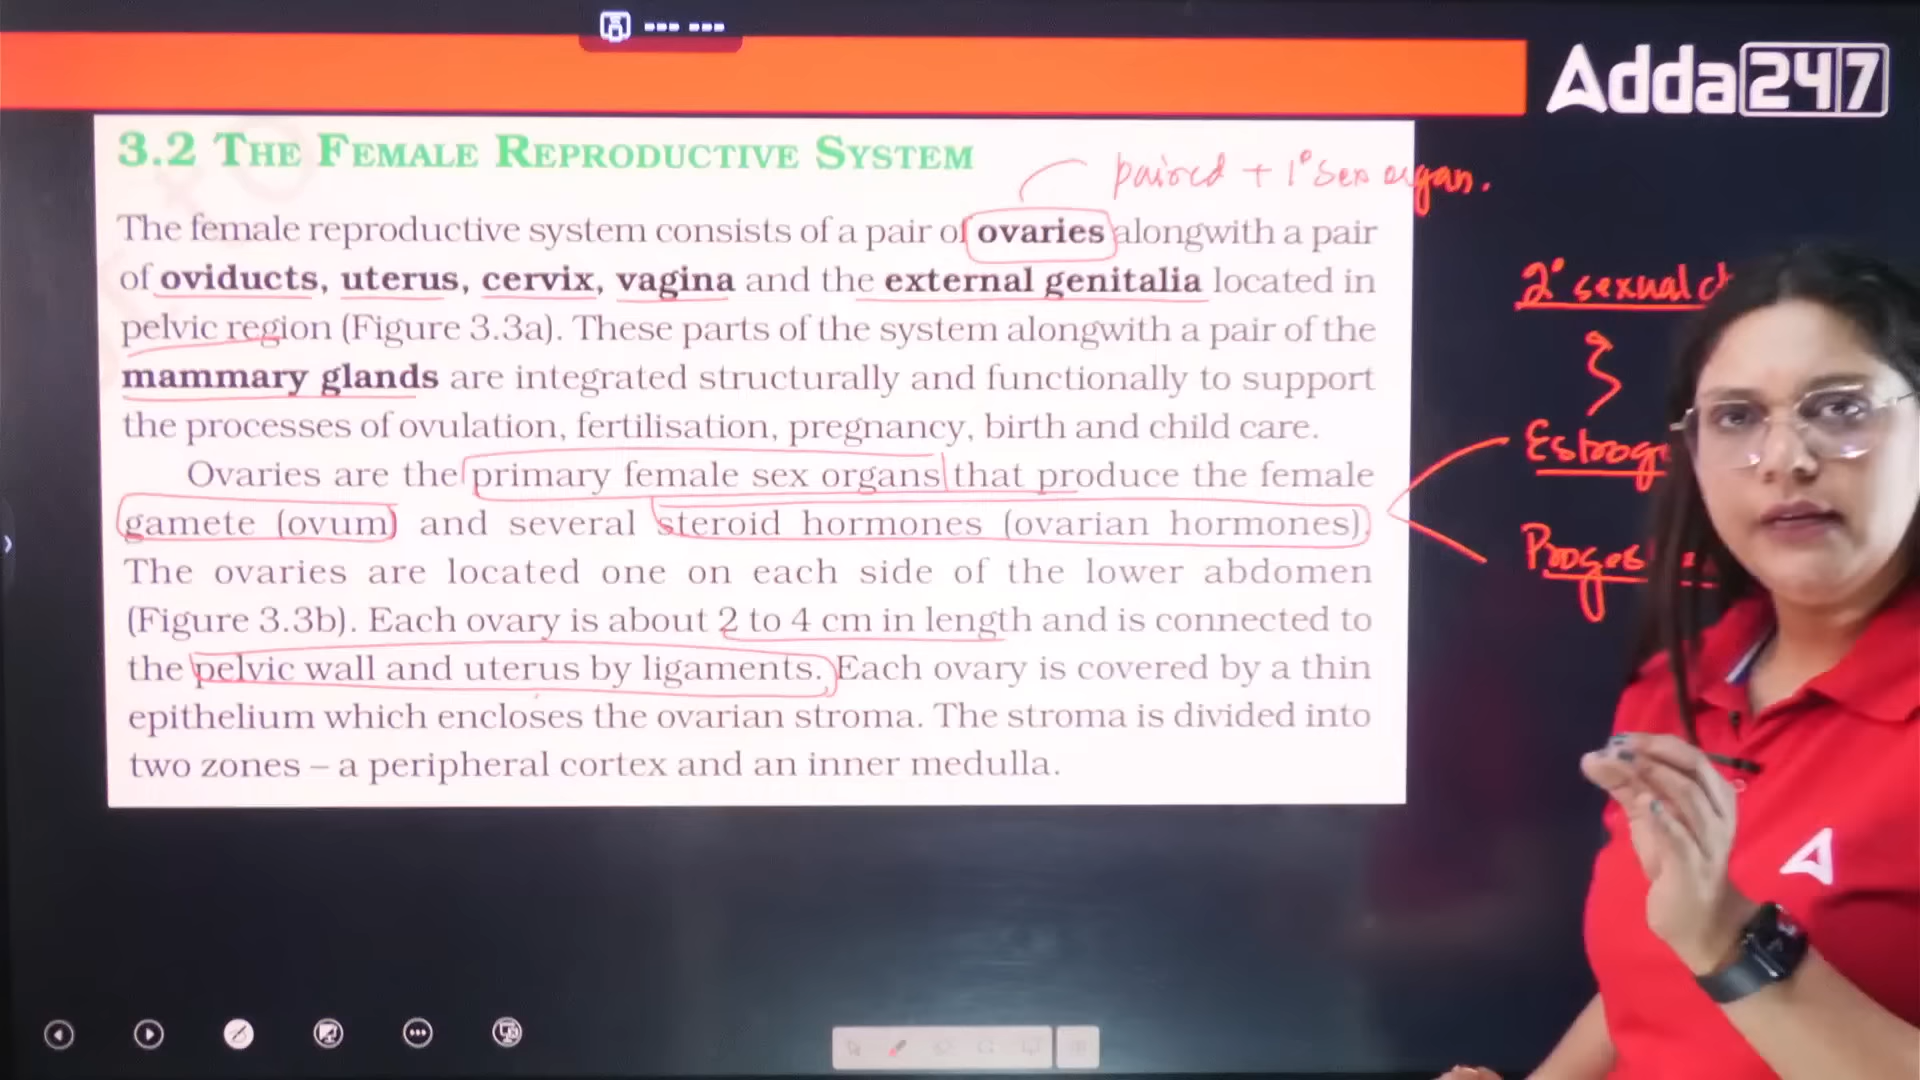 Adda247
3.2 THE FEMALE REPRODUCTIVE SYSTEM
paired + 1° Sex organ.
The female reproductive system consists of a pair of ovaries alongwith a pair
of oviducts, uterus, cervix, vagina and the external genitalia located in
pelvic region (Figure 3.3a). These parts of the system alongwith a pair of the
mammary glands are integrated structurally and functionally to support
the processes of ovulation, fertilisation, pregnancy, birth and child care.
Ovaries are the primary female sex organs that produce the female
gamete (ovum) and several steroid hormones (ovarian hormones).
The ovaries are located one on each side of the lower abdomen
(Figure 3.3b). Each ovary is about 2 to 4 cm in length and is connected to
the pelvic wall and uterus by ligaments. Each ovary is covered by a thin
epithelium which encloses the ovarian stroma. The stroma is divided into
two zones – a peripheral cortex and an inner medulla.
2° sexual